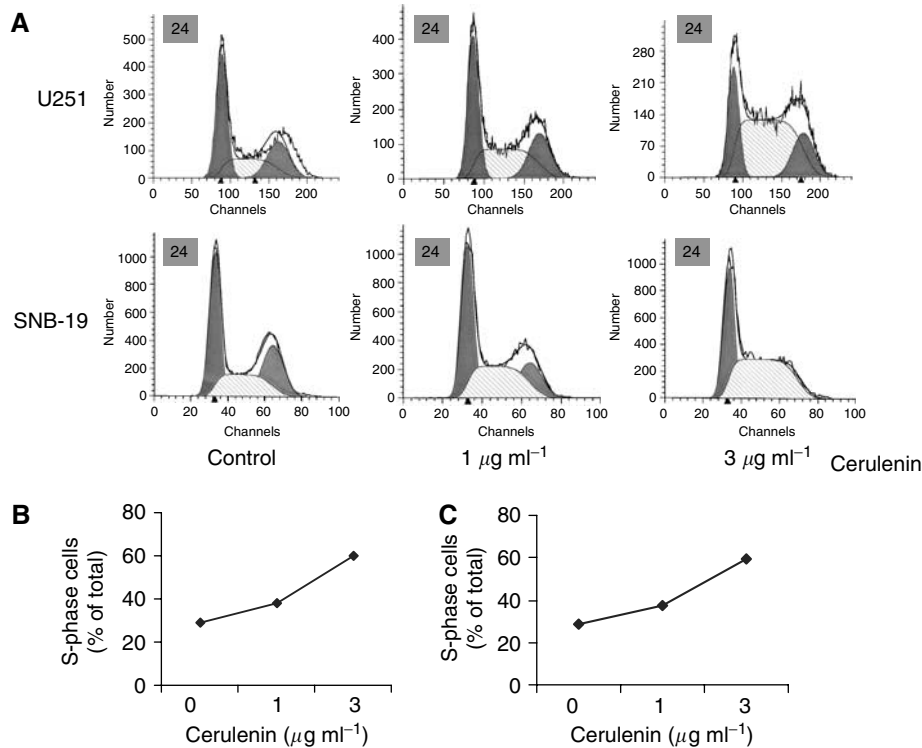 A
U251
24
500
400
300
200
100
0
Number
0 50 100 150 200
Channels
24
400
300
200
100
0
Number
0 50 100 150 200
Channels
24
280
210
140
70
0
Number
0 50 100 150 200
Channels
SNB-19
24
1000
800
600
400
200
0
Number
0 20 40 60 80 100
Channels
Control
24
1000
800
600
400
200
0
Number
0 20 40 60 80 100
Channels
1 μg ml⁻¹
24
1000
800
600
400
200
0
Number
0 20 40 60 80 100
Channels
3 μg ml⁻¹
Cerulenin
B
S-phase cells
(% of total)
80
60
40
20
0
0 1 3
Cerulenin (μg ml⁻¹)
C
S-phase cells
(% of total)
80
60
40
20
0
0 1 3
Cerulenin (μg ml⁻¹)